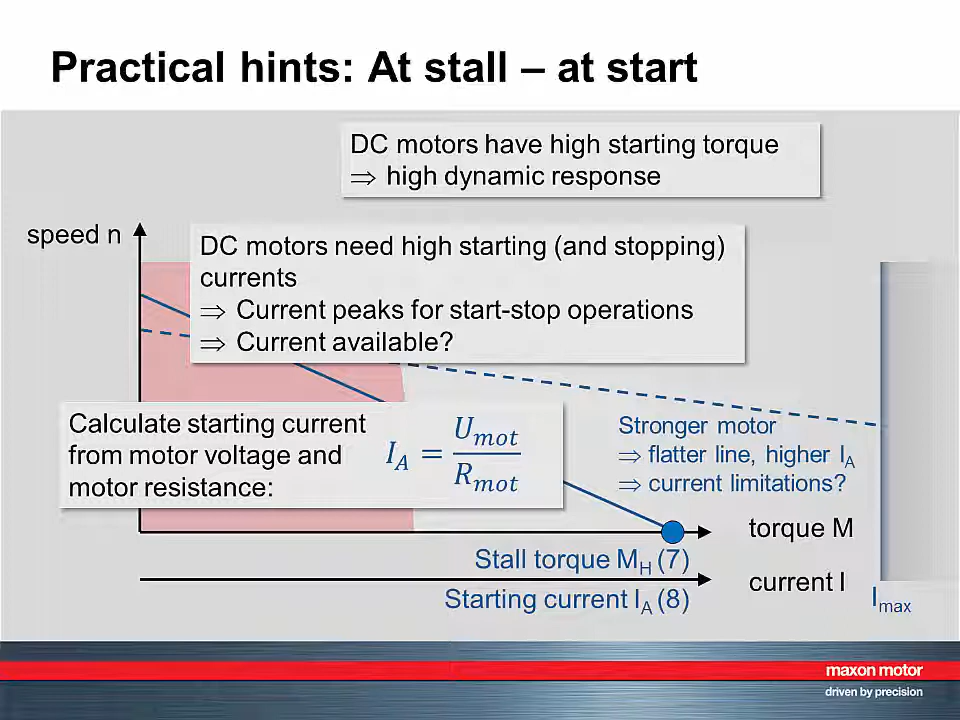 Practical hints: At stall – at start
DC motors have high starting torque
⇒ high dynamic response
speed n
DC motors need high starting (and stopping)
currents
⇒ Current peaks for start-stop operations
⇒ Current available?
Calculate starting current
from motor voltage and
motor resistance:
I_A = U_mot / R_mot
Stronger motor
⇒ flatter line, higher I_A
⇒ current limitations?
torque M
Stall torque M_H (7)
current I
Starting current I_A (8)
I_max
maxon motor
driven by precision